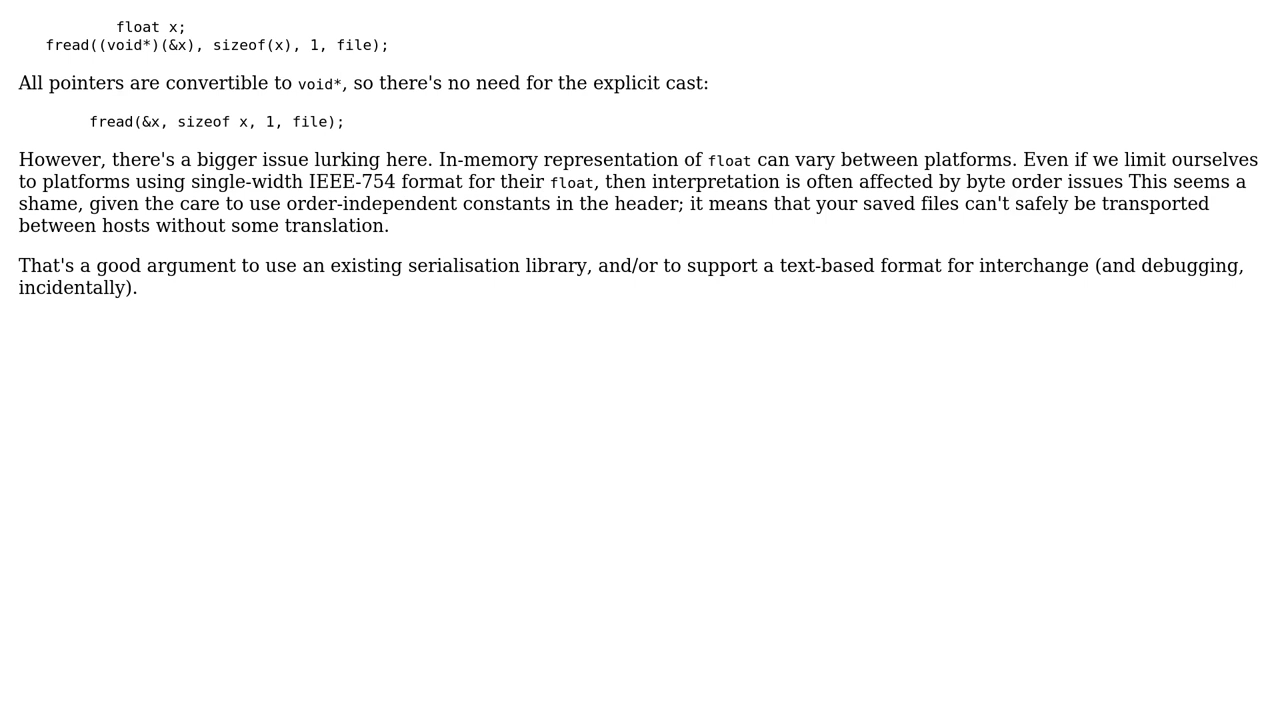 float x;
fread((void*)(&x), sizeof(x), 1, file);
All pointers are convertible to void*, so there's no need for the explicit cast:
fread(&x, sizeof x, 1, file);
However, there's a bigger issue lurking here. In-memory representation of float can vary between platforms. Even if we limit ourselves
to platforms using single-width IEEE-754 format for their float, then interpretation is often affected by byte order issues This seems a
shame, given the care to use order-independent constants in the header; it means that your saved files can't safely be transported
between hosts without some translation.
That's a good argument to use an existing serialisation library, and/or to support a text-based format for interchange (and debugging,
incidentally).